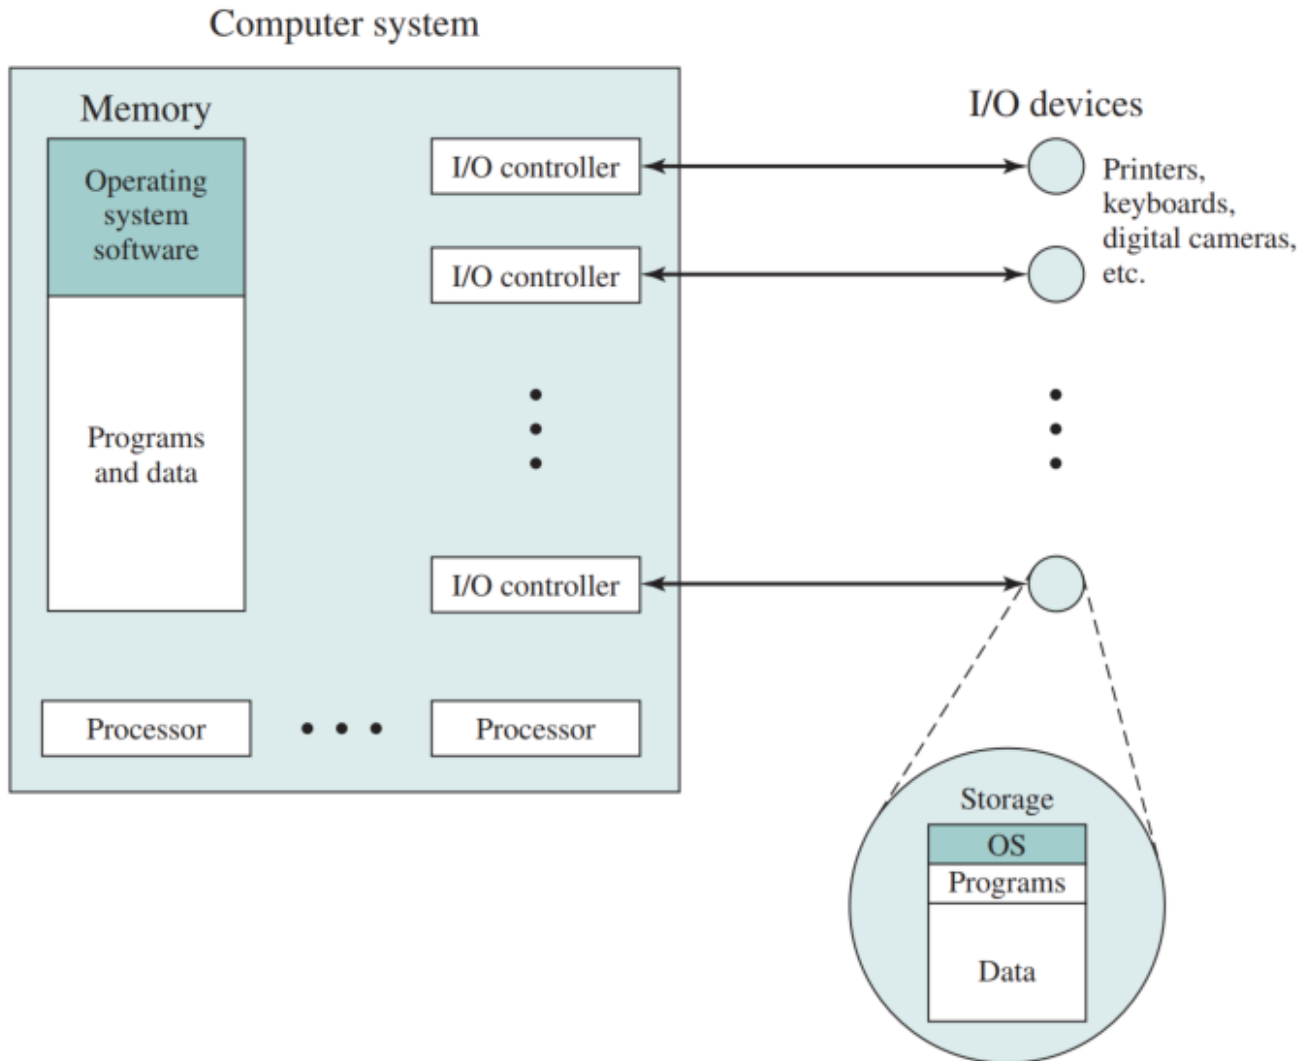 Computer system
Memory
Operating
system
software
Programs
and data
I/O controller
I/O controller
I/O controller
Processor
Processor
I/O devices
Printers,
keyboards,
digital cameras,
etc.
Storage
OS
Programs
Data